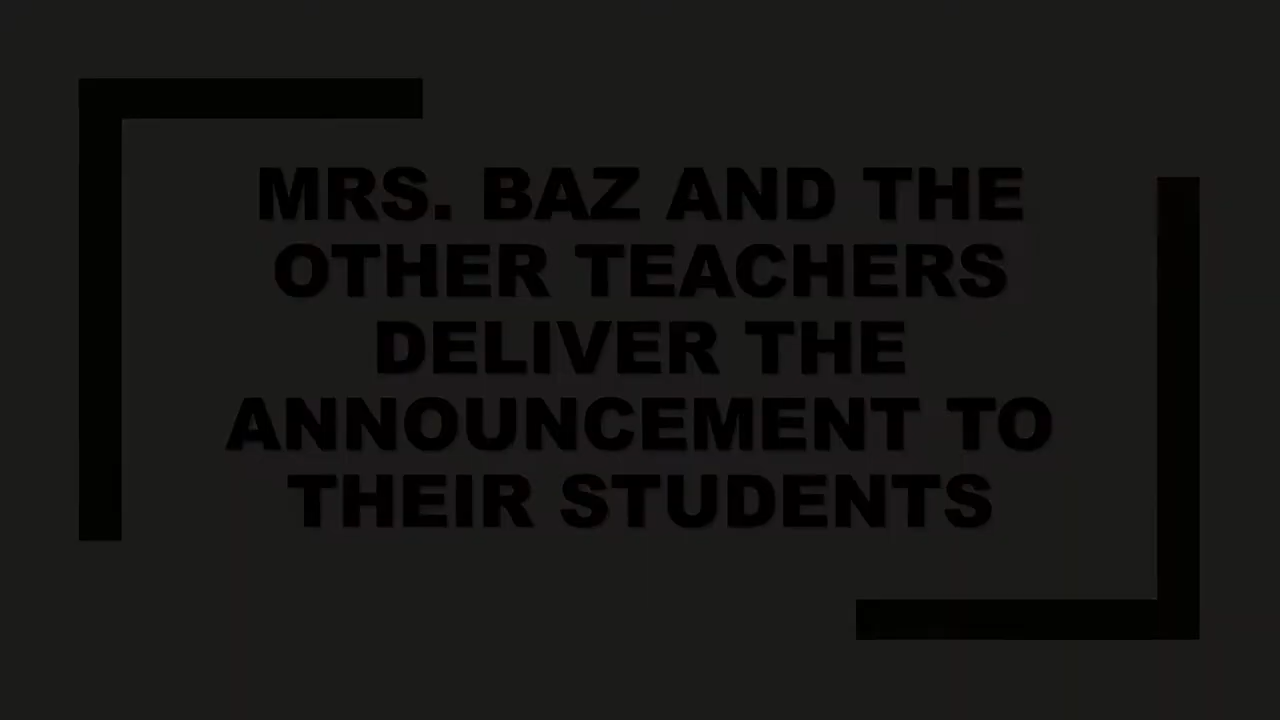 MRS. BAZ AND THE
OTHER TEACHERS
DELIVER THE
ANNOUNCEMENT TO
THEIR STUDENTS